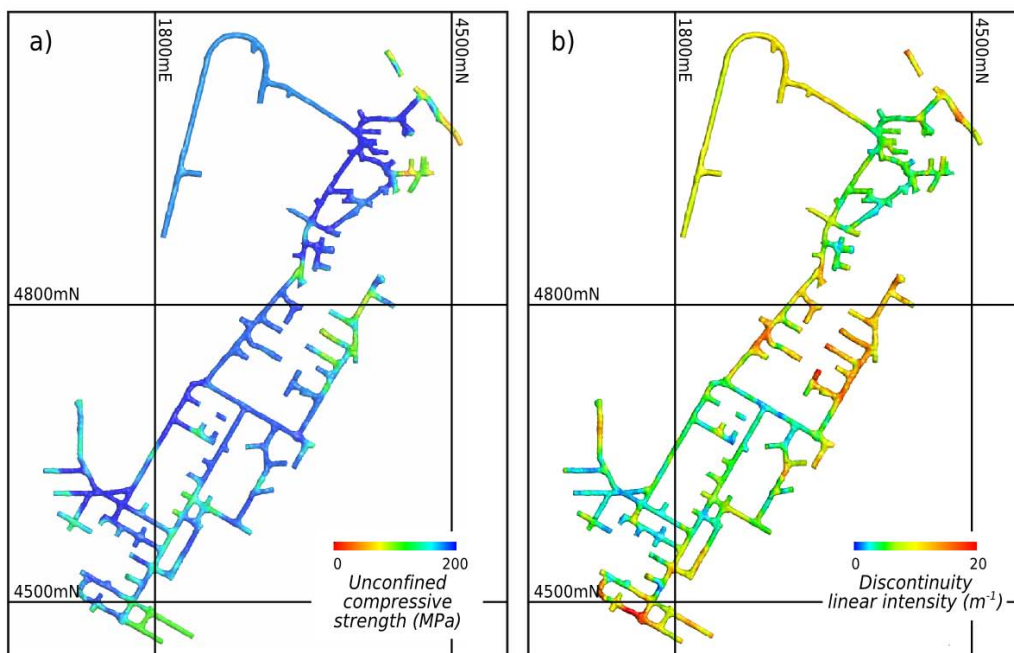 a)
1800mE
4500mN
4800mN
4500mN
0
200
Unconfined
compressive
strength (MPa)
b)
1800mE
4500mN
4800mN
4500mN
0
20
Discontinuity
linear intensity (m⁻¹)